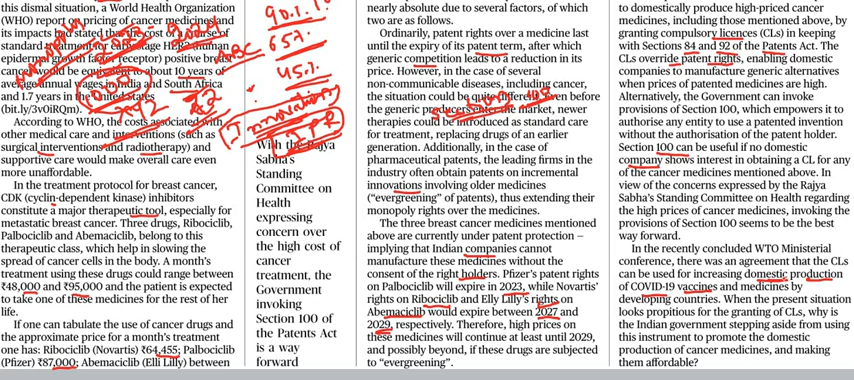 this dismal situation, a World Health Organization
(WHO) report on pricing of cancer medicines and
its impacts had stated that the cost of a course of
standard treatment for early stage HER2 (human
epidermal growth factor receptor) positive breast
cancer would be equivalent to about 10 years of
average annual wages in India and South Africa
and 1.7 years in the United States
(bit.ly/3v0iRQm).
According to WHO, the costs associated with
other medical care and interventions (such as
surgical interventions and radiotherapy) and
supportive care would make overall care even
more unaffordable.
In the treatment protocol for breast cancer,
CDK (cyclin-dependent kinase) inhibitors
constitute a major therapeutic tool, especially for
metastatic breast cancer. Three drugs, Ribociclib,
Palbociclib and Abemaciclib, belong to this
therapeutic class, which help in slowing the
spread of cancer cells in the body. A month's
treatment using these drugs could range between
₹48,000 and ₹95,000 and the patient is expected
to take one of these medicines for the rest of her
life.
If one can tabulate the use of cancer drugs and
the approximate price for a month's treatment
one has: Ribociclib (Novartis) ₹64,455; Palbociclib
(Pfizer) ₹87,000; Abemaciclib (Elli Lilly) between
90.1.
65%
45%
Innovations
IPR
With the Rajya
Sabha's
Standing
Committee on
Health
expressing
concern over
the high cost of
cancer
treatment, the
Government
invoking
Section 100 of
the Patents Act
is a way
forward
nearly absolute due to several factors, of which
two are as follows.
Ordinarily, patent rights over a medicine last
until the expiry of its patent term, after which
generic competition leads to a reduction in its
price. However, in the case of several
non-communicable diseases, including cancer,
the situation could be quite different. Even before
the generic producers enter the market, newer
therapies could be introduced as standard care
for treatment, replacing drugs of an earlier
generation. Additionally, in the case of
pharmaceutical patents, the leading firms in the
industry often obtain patents on incremental
innovations involving older medicines
("evergreening" of patents), thus extending their
monopoly rights over the medicines.
The three breast cancer medicines mentioned
above are currently under patent protection –
implying that Indian companies cannot
manufacture these medicines without the
consent of the right holders. Pfizer's patent rights
on Palbociclib will expire in 2023, while Novartis'
rights on Ribociclib and Elly Lilly's rights on
Abemaciclib would expire between 2027 and
2029, respectively. Therefore, high prices on
these medicines will continue at least until 2029,
and possibly beyond, if these drugs are subjected
to "evergreening".
to domestically produce high-priced cancer
medicines, including those mentioned above, by
granting compulsory licences (CLs) in keeping
with Sections 84 and 92 of the Patents Act. The
CLs override patent rights, enabling domestic
companies to manufacture generic alternatives
when prices of patented medicines are high.
Alternatively, the Government can invoke
provisions of Section 100, which empowers it to
authorise any entity to use a patented invention
without the authorisation of the patent holder.
Section 100 can be useful if no domestic
company shows interest in obtaining a CL for any
of the cancer medicines mentioned above. In
view of the concerns expressed by the Rajya
Sabha's Standing Committee on Health regarding
the high prices of cancer medicines, invoking the
provisions of Section 100 seems to be the best
way forward.
In the recently concluded WTO Ministerial
conference, there was an agreement that the CLs
can be used for increasing domestic production
of COVID-19 vaccines and medicines by
developing countries. When the present situation
looks propitious for the granting of CLs, why is
the Indian government stepping aside from using
this instrument to promote the domestic
production of cancer medicines, and making
them affordable?